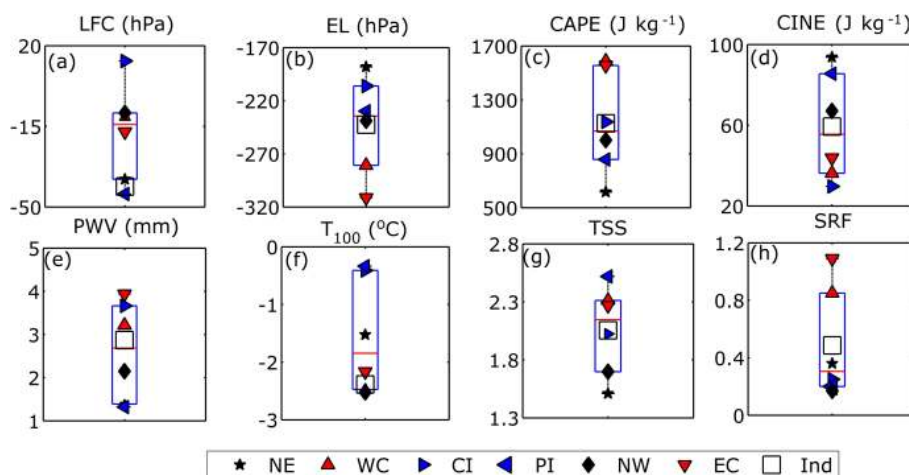 LFC (hPa) EL (hPa) CAPE (J kg⁻¹) CINE (J kg⁻¹)
20 -170 1700 100
(a) (b) (c) (d)
-220 1400
-15 1100 60
-270 800
-50 -320 500 20
PWV (mm) T₁₀₀ (⁰C) TSS SRF
5 0 2.8 1.2
(e) (f) (g) (h)
4 -1 2.3 0.8
3
2 -2 1.8 0.4
1 -3 1.3 0
NE WC CI PI NW EC Ind